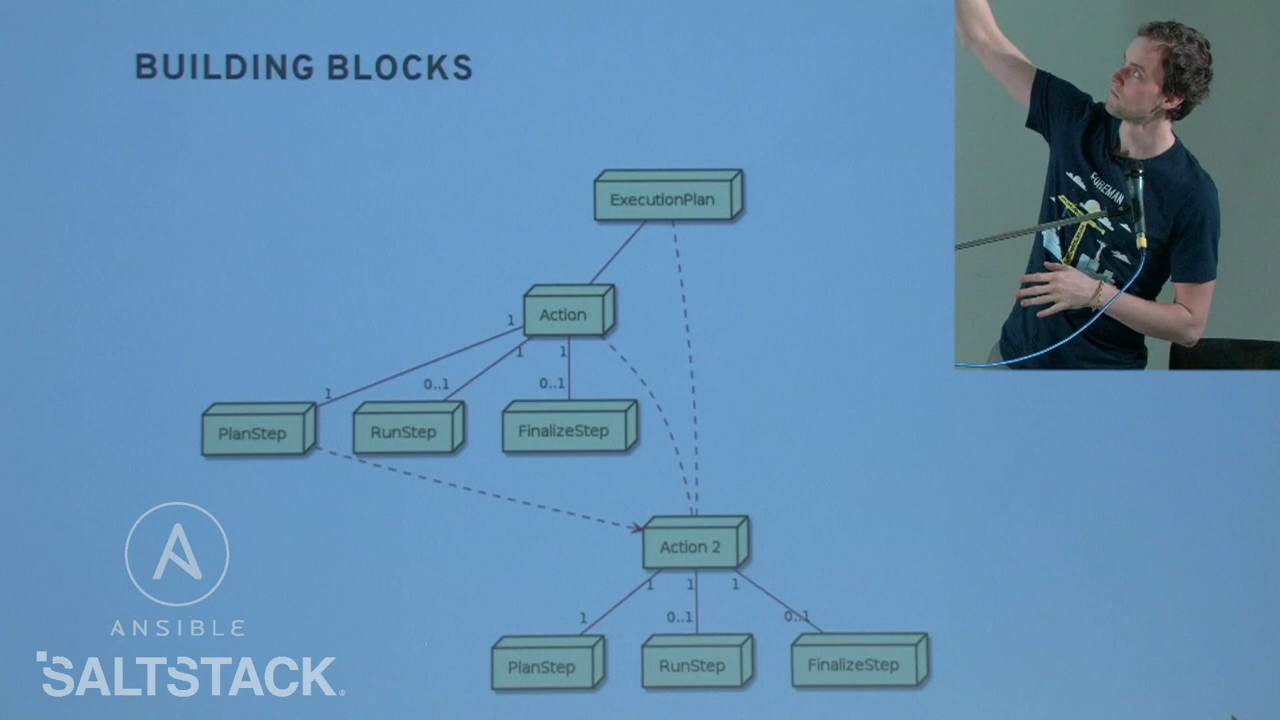 BUILDING BLOCKS
FOREMAN
ExecutionPlan
Action
1
1
1
1
0..1
0..1
PlanStep
RunStep
FinalizeStep
Action 2
1
1
1
1
0..1
0..1
PlanStep
RunStep
FinalizeStep
ANSIBLE
SALTSTACK